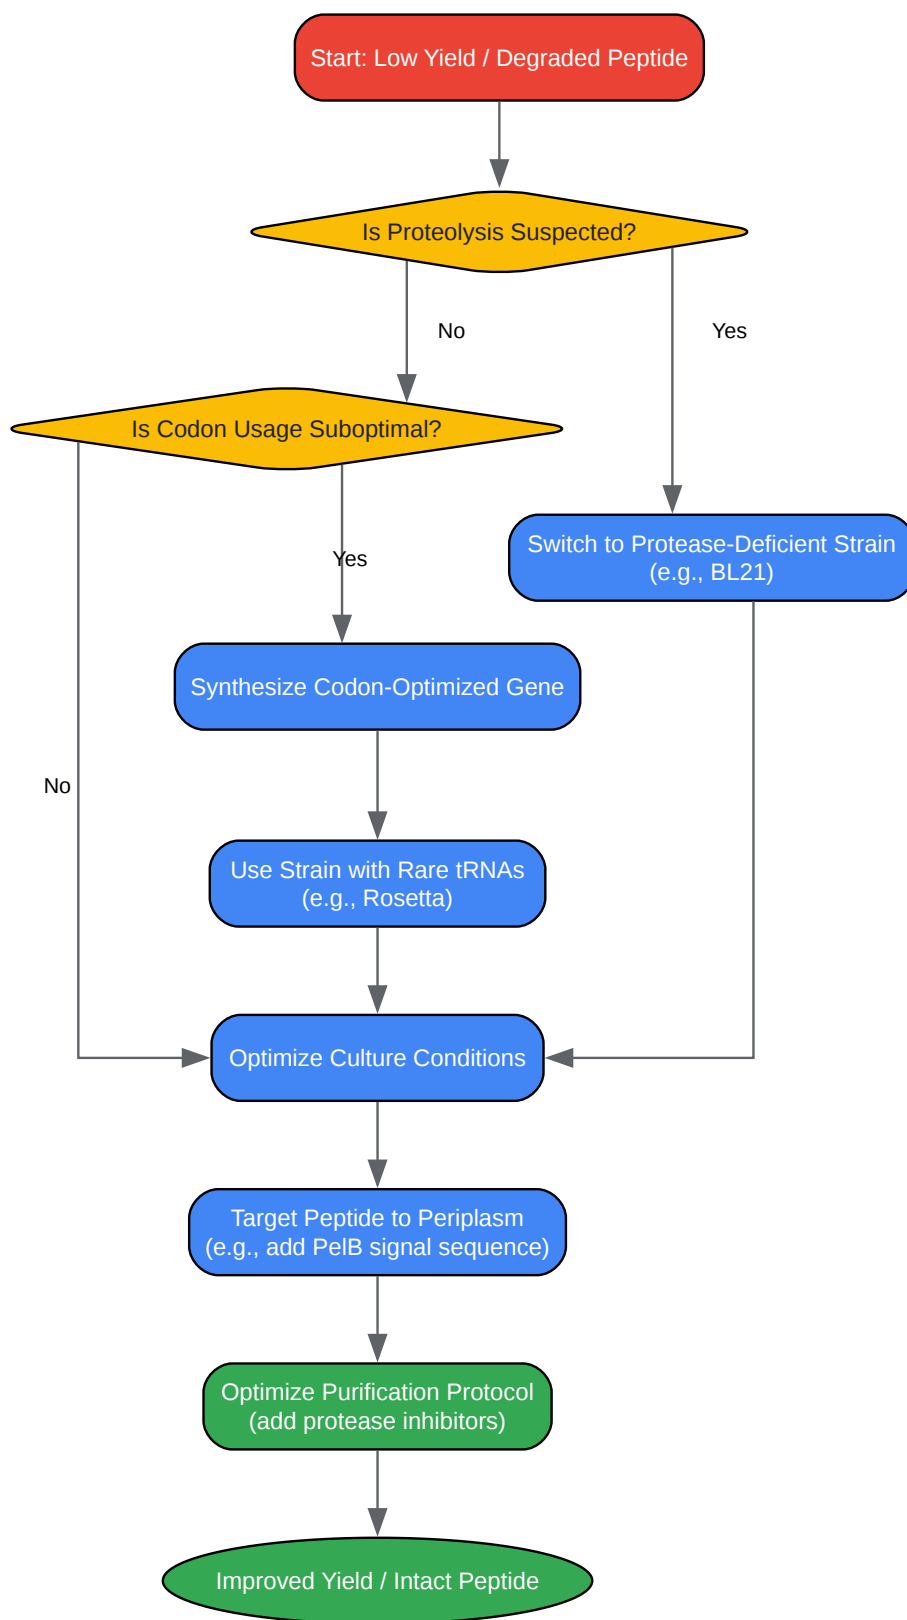 Start: Low Yield / Degraded Peptide
Is Proteolysis Suspected?
No
Yes
Is Codon Usage Suboptimal?
Switch to Protease-Deficient Strain
(e.g., BL21)
Yes
Synthesize Codon-Optimized Gene
No
Use Strain with Rare tRNAs
(e.g., Rosetta)
Optimize Culture Conditions
Target Peptide to Periplasm
(e.g., add PelB signal sequence)
Optimize Purification Protocol
(add protease inhibitors)
Improved Yield / Intact Peptide